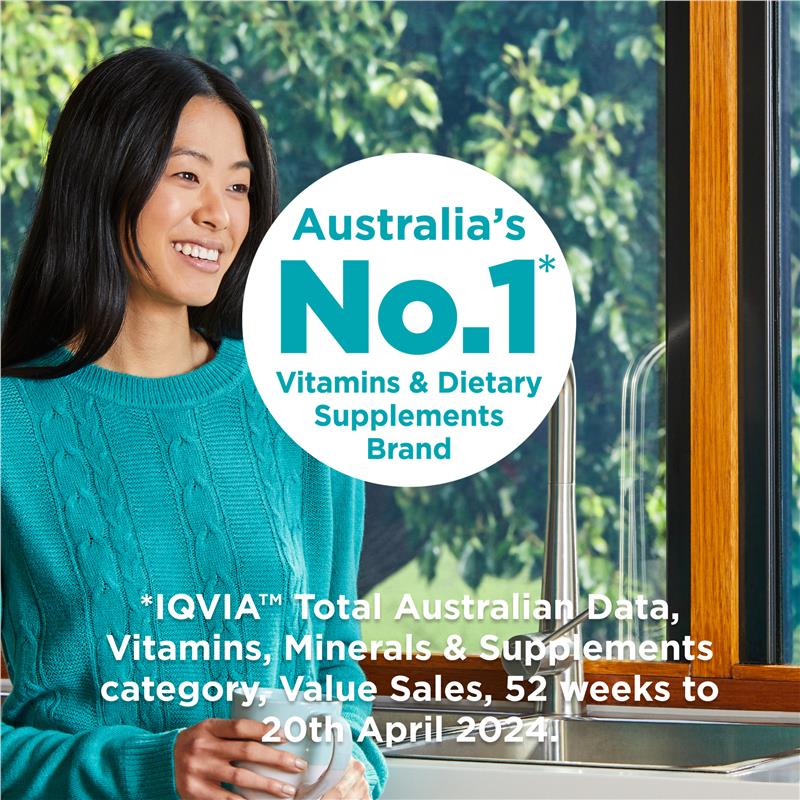 Australia’s
No.1*
Vitamins & Dietary
Supplements
Brand
*IQVIA™ Total Australian Data,
Vitamins, Minerals & Supplements
category, Value Sales, 52 weeks to
20th April 2024.